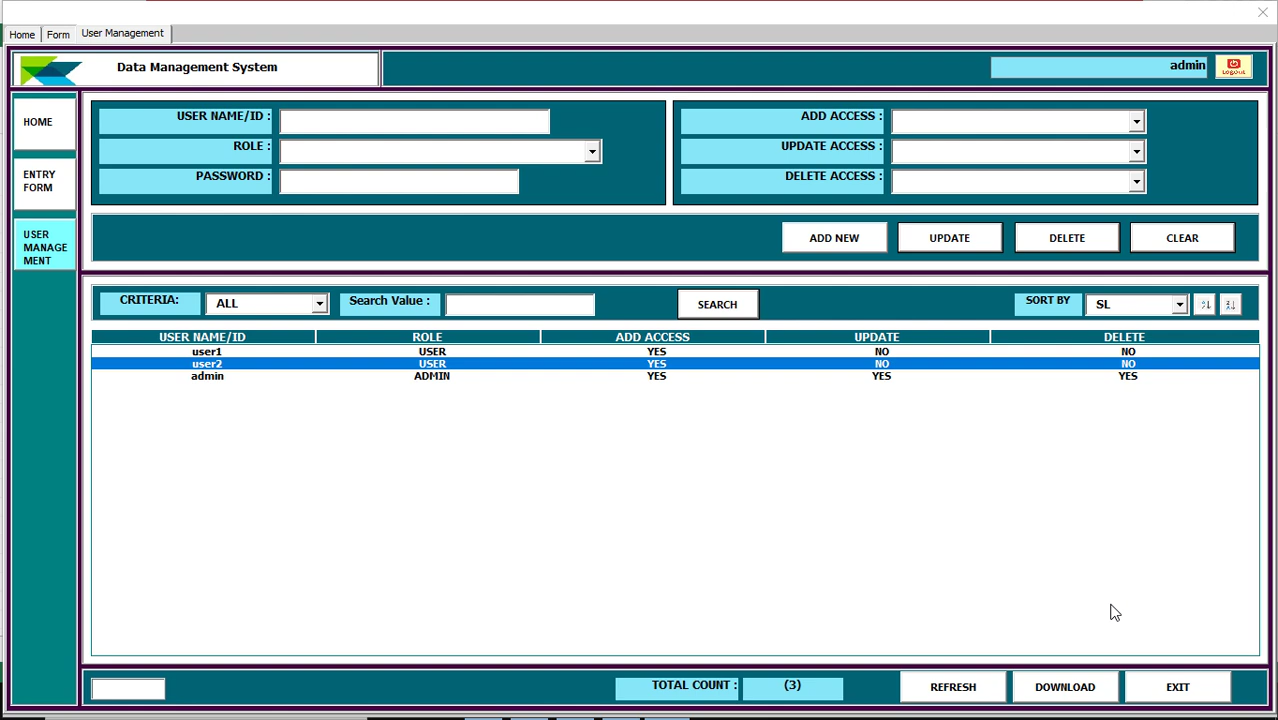 Home Form User Management
Data Management System
admin
Logout
HOME
ENTRY
FORM
USER
MANAGE
MENT
USER NAME/ID :
ROLE :
PASSWORD :
ADD ACCESS :
UPDATE ACCESS :
DELETE ACCESS :
ADD NEW UPDATE DELETE CLEAR
CRITERIA: ALL Search Value : SEARCH SORT BY SL
USER NAME/ID ROLE ADD ACCESS UPDATE DELETE
user1 USER YES NO NO
user2 USER YES NO NO
admin ADMIN YES YES YES
TOTAL COUNT : (3) REFRESH DOWNLOAD EXIT